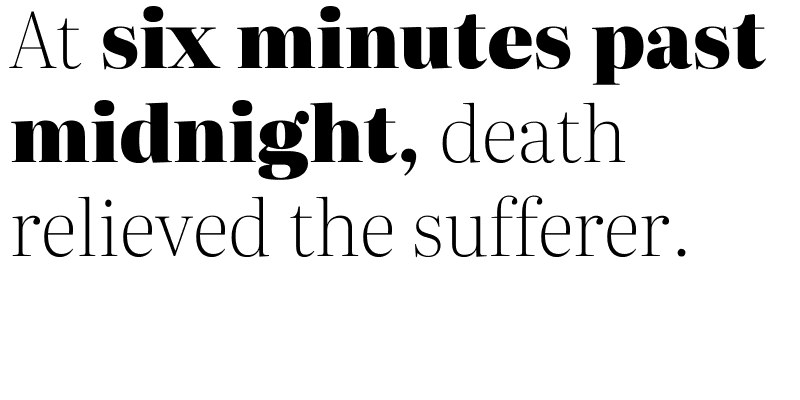 At six minutes past
midnight, death
relieved the sufferer.